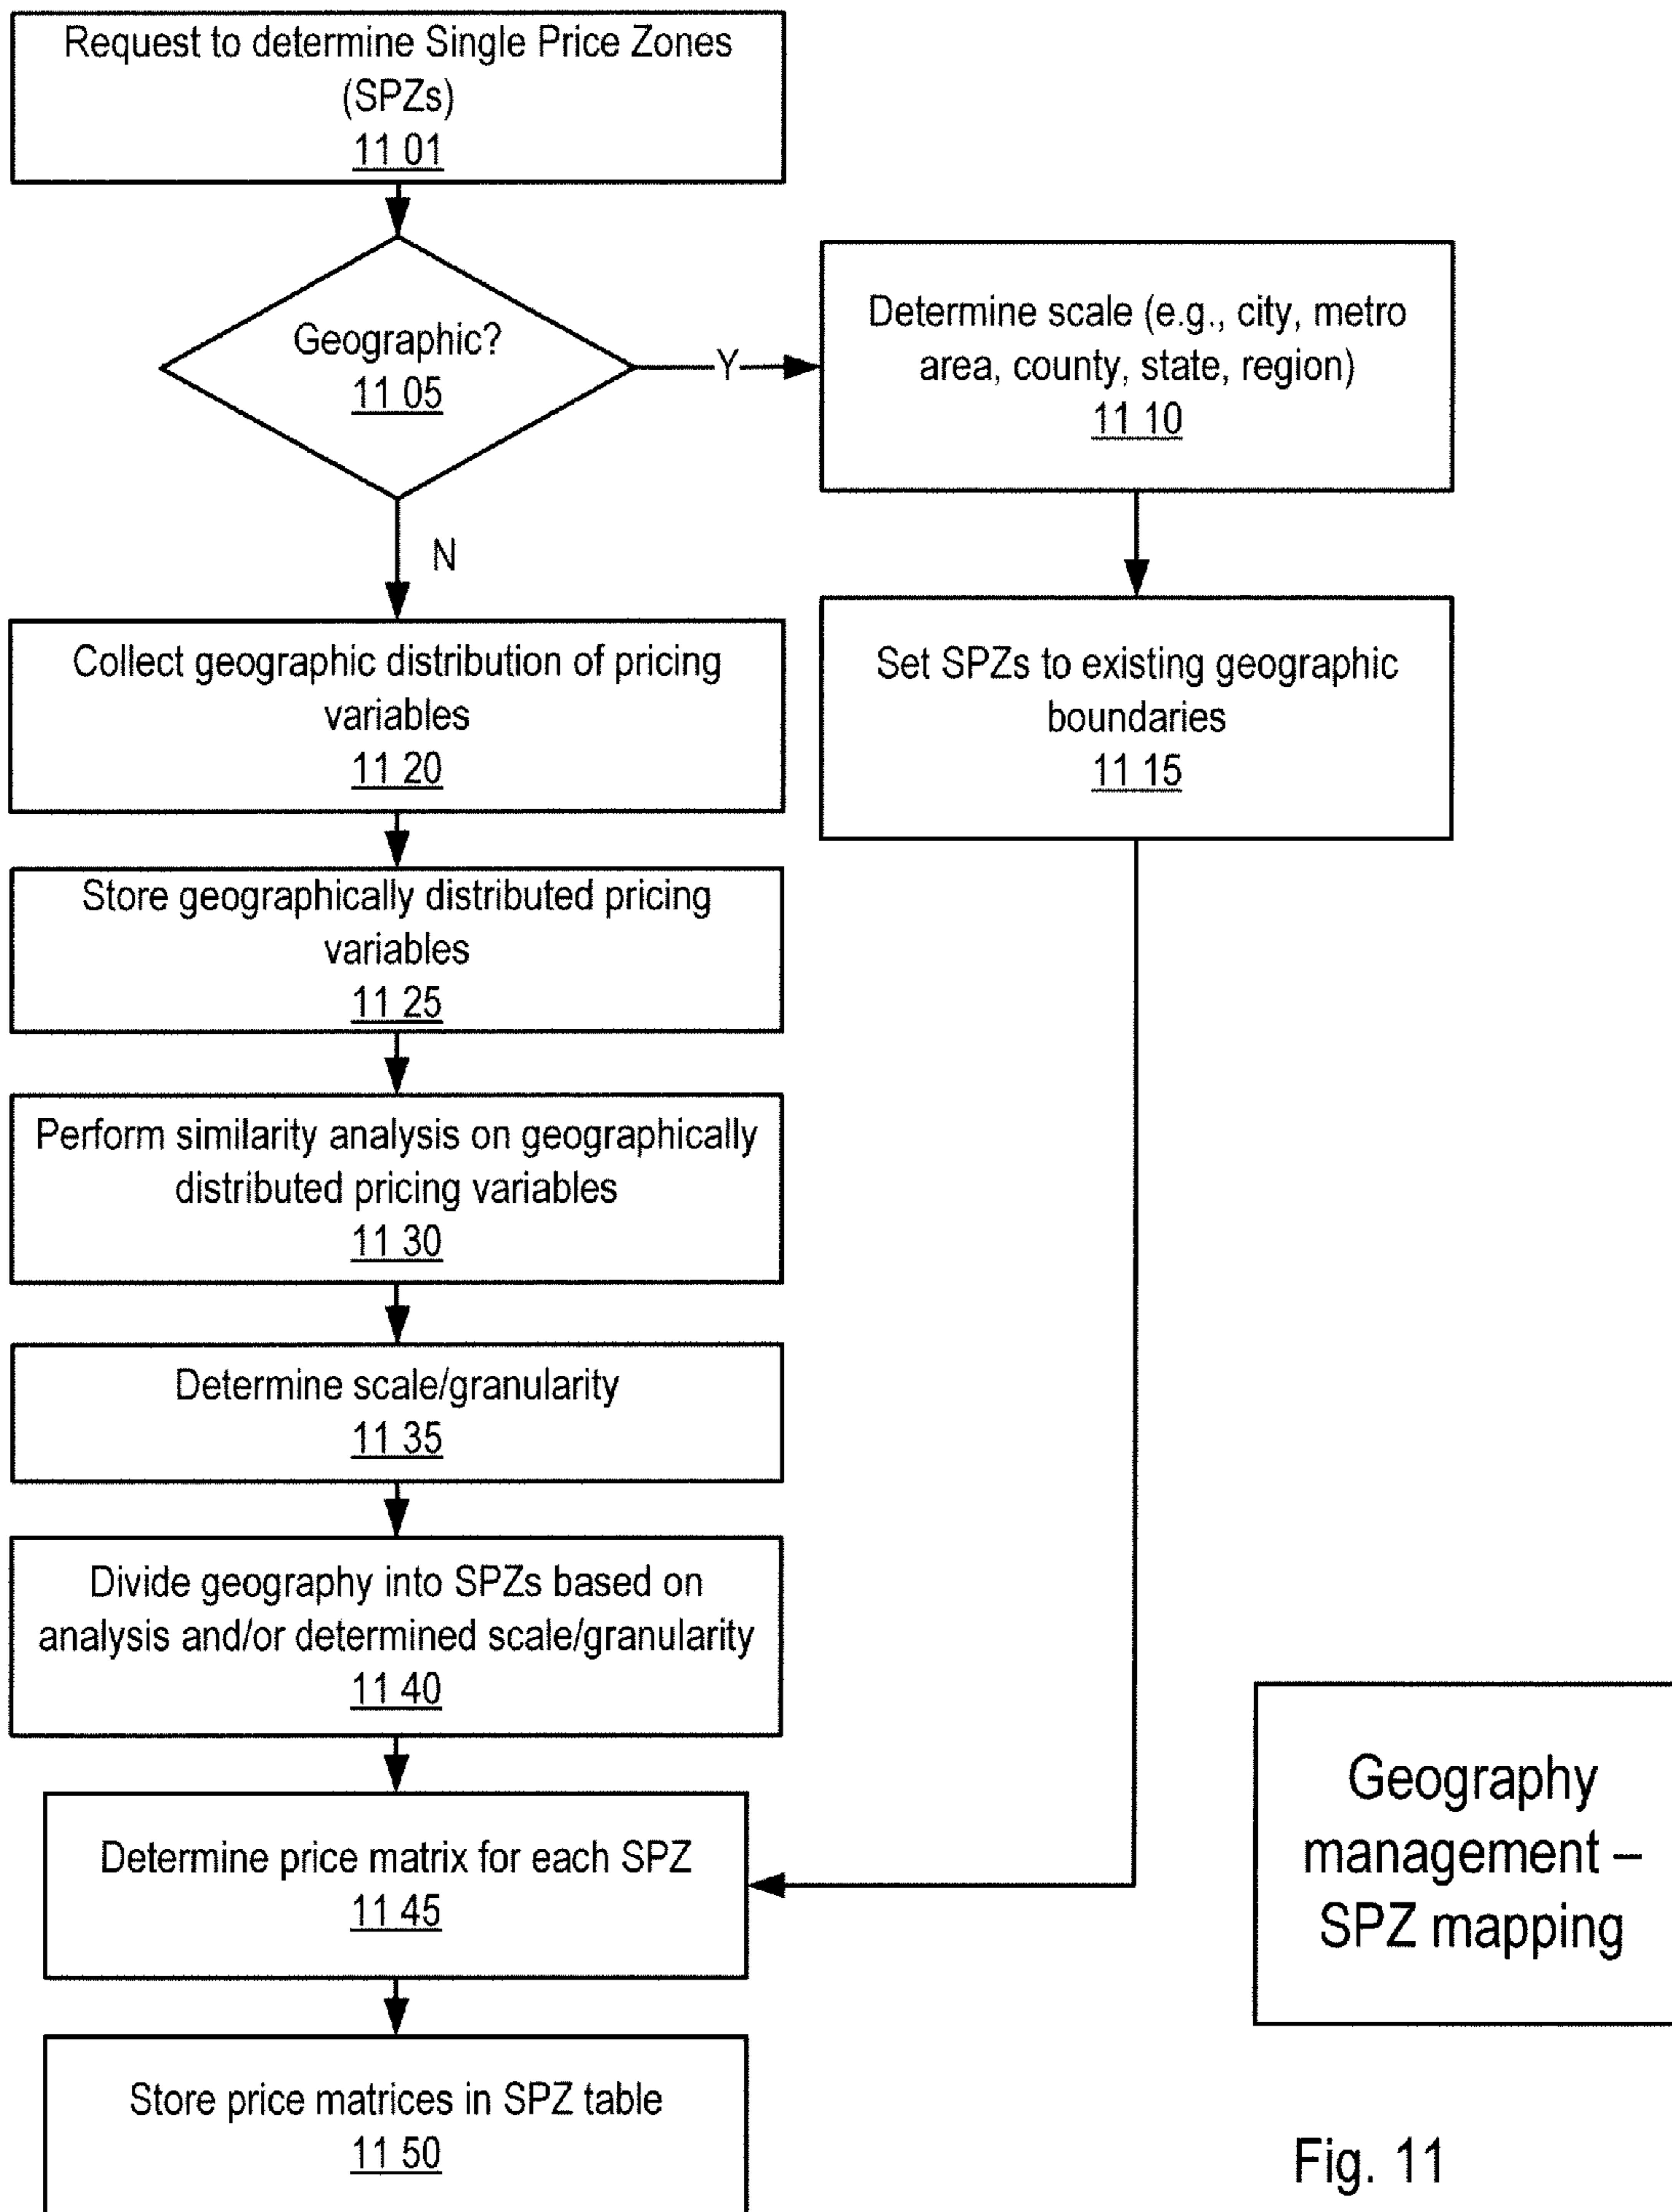 Request to determine Single Price Zones
(SPZs)
11 01
Geographic?
11 05
Y
Determine scale (e.g., city, metro
area, county, state, region)
11 10
N
Collect geographic distribution of pricing
variables
11 20
Set SPZs to existing geographic
boundaries
11 15
Store geographically distributed pricing
variables
11 25
Perform similarity analysis on geographically
distributed pricing variables
11 30
Determine scale/granularity
11 35
Divide geography into SPZs based on
analysis and/or determined scale/granularity
11 40
Determine price matrix for each SPZ
11 45
Store price matrices in SPZ table
11 50
Geography
management –
SPZ mapping
Fig. 11